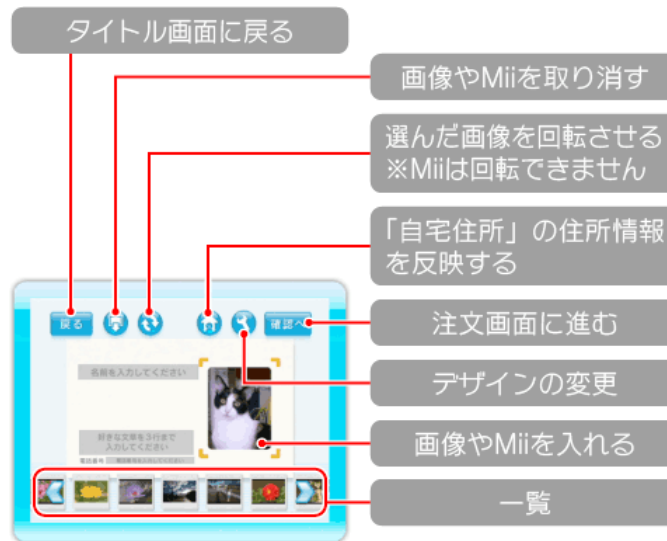 タイトル画面に戻る
画像やMiiを取り消す
選んだ画像を回転させる
※Miiは回転できません
「自宅住所」の住所情報
を反映する
戻る
確認へ
注文画面に進む
名前を入力してください
デザインの変更
好きな文章を3行まで
入力してください
画像やMiiを入れる
電話番号
一覧